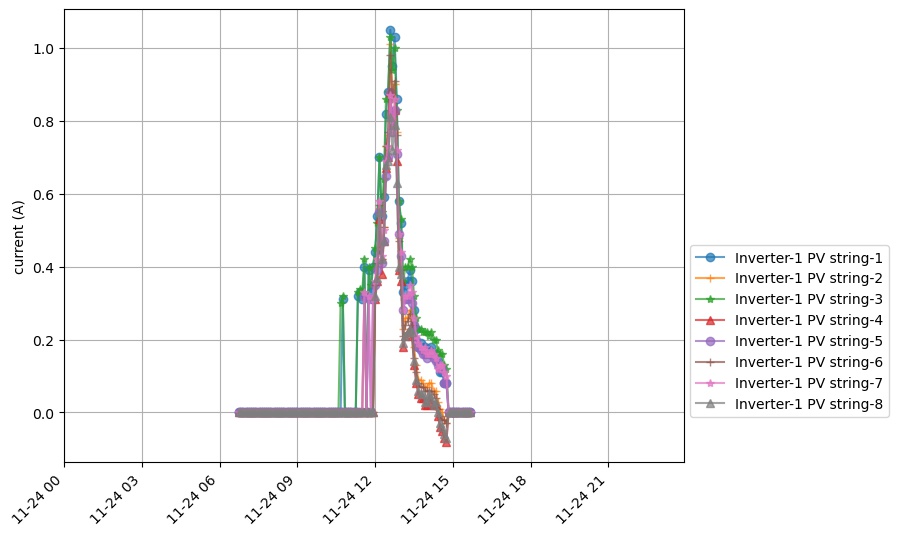 1.0
0.8
0.6
0.4
0.2
0.0
current (A)
11-24 00
11-24 03
11-24 06
11-24 09
11-24 12
11-24 15
11-24 18
11-24 21
Inverter-1 PV string-1
Inverter-1 PV string-2
Inverter-1 PV string-3
Inverter-1 PV string-4
Inverter-1 PV string-5
Inverter-1 PV string-6
Inverter-1 PV string-7
Inverter-1 PV string-8